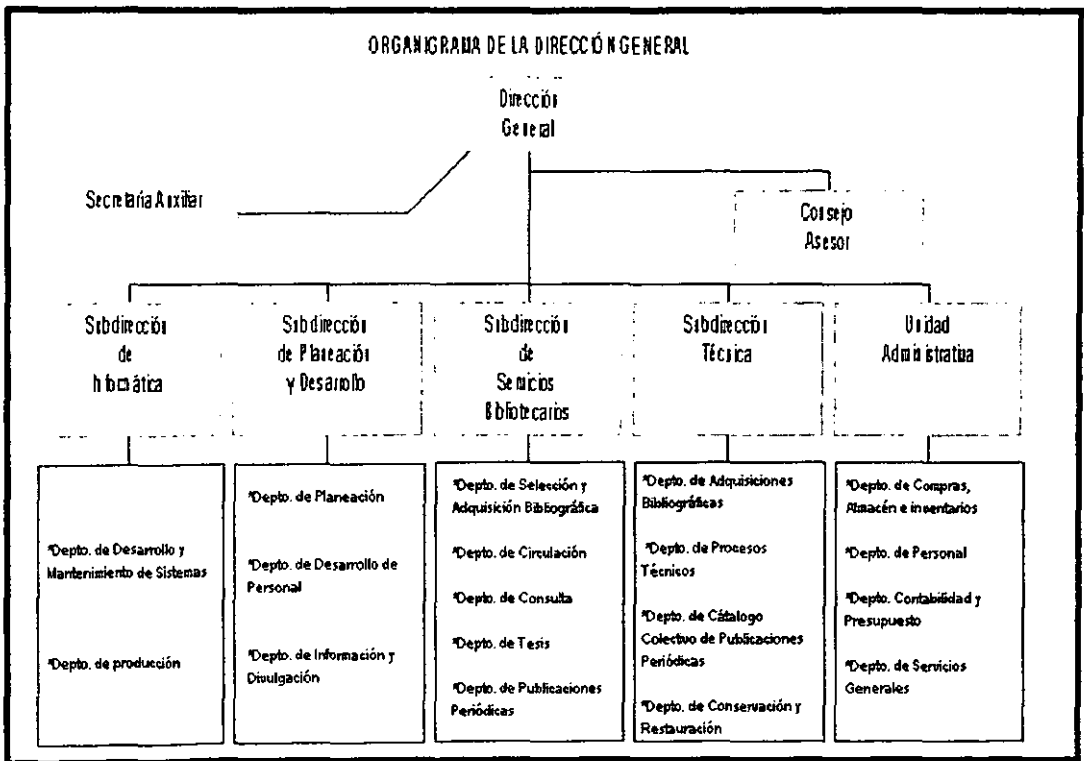 ORGANIGRAMA DE LA DIRECCIÓN GENERAL
Dirección
General
Secretaría Auxiliar
Consejo
Asesor
Subdirección
de
Informática
Subdirección
de Planeación
y Desarrollo
Subdirección
de
Servicios
Bibliotecarios
Subdirección
Técnica
Unidad
Administrativa
*Depto. de Desarrollo y
Mantenimiento de Sistemas
*Depto. de producción
*Depto. de Planeación
*Depto. de Desarrollo de
Personal
*Depto. de Información y
Divulgación
*Depto. de Selección y
Adquisición Bibliográfica
*Depto. de Circulación
*Depto. de Consulta
*Depto. de Tesis
*Depto. de Publicaciones
Periódicas
*Depto. de Adquisiciones
Bibliográficas
*Depto. de Procesos
Técnicos
*Depto. de Cátalogo
Colectivo de Publicaciones
Periódicas
*Depto. de Conservación y
Restauración
*Depto. de Compras,
Almacén e inventarios
*Depto. de Personal
*Depto. Contabilidad y
Presupuesto
*Depto. de Servicios
Generales